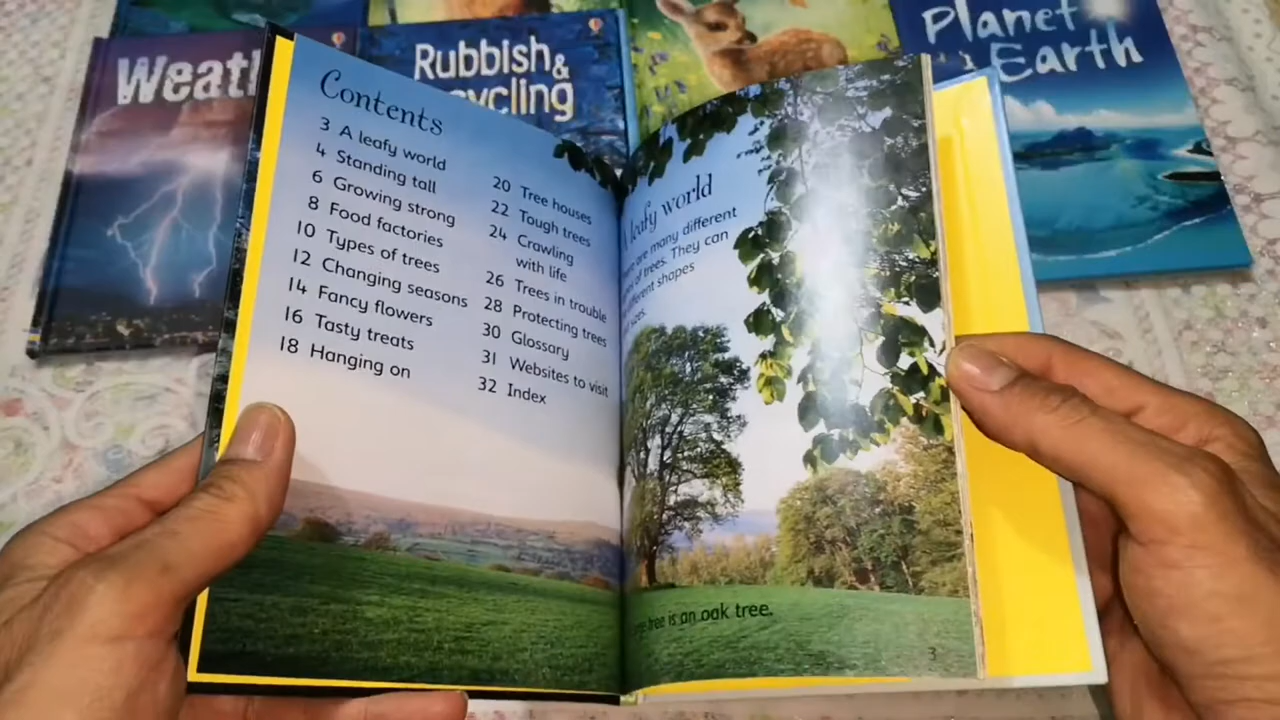 Rubbish&
Planet
Earth
Contents
3 A leafy world
4 Standing tall
6 Growing strong
8 Food factories
10 Types of trees
12 Changing seasons
14 Fancy flowers
16 Tasty treats
18 Hanging on
20 Tree houses
22 Tough trees
24 Crawling
with life
26 Trees in trouble
28 Protecting trees
30 Glossary
31 Websites to visit
32 Index
leafy world
are many different
of trees. They can
different shapes
sizes.
tree is an oak tree.
3